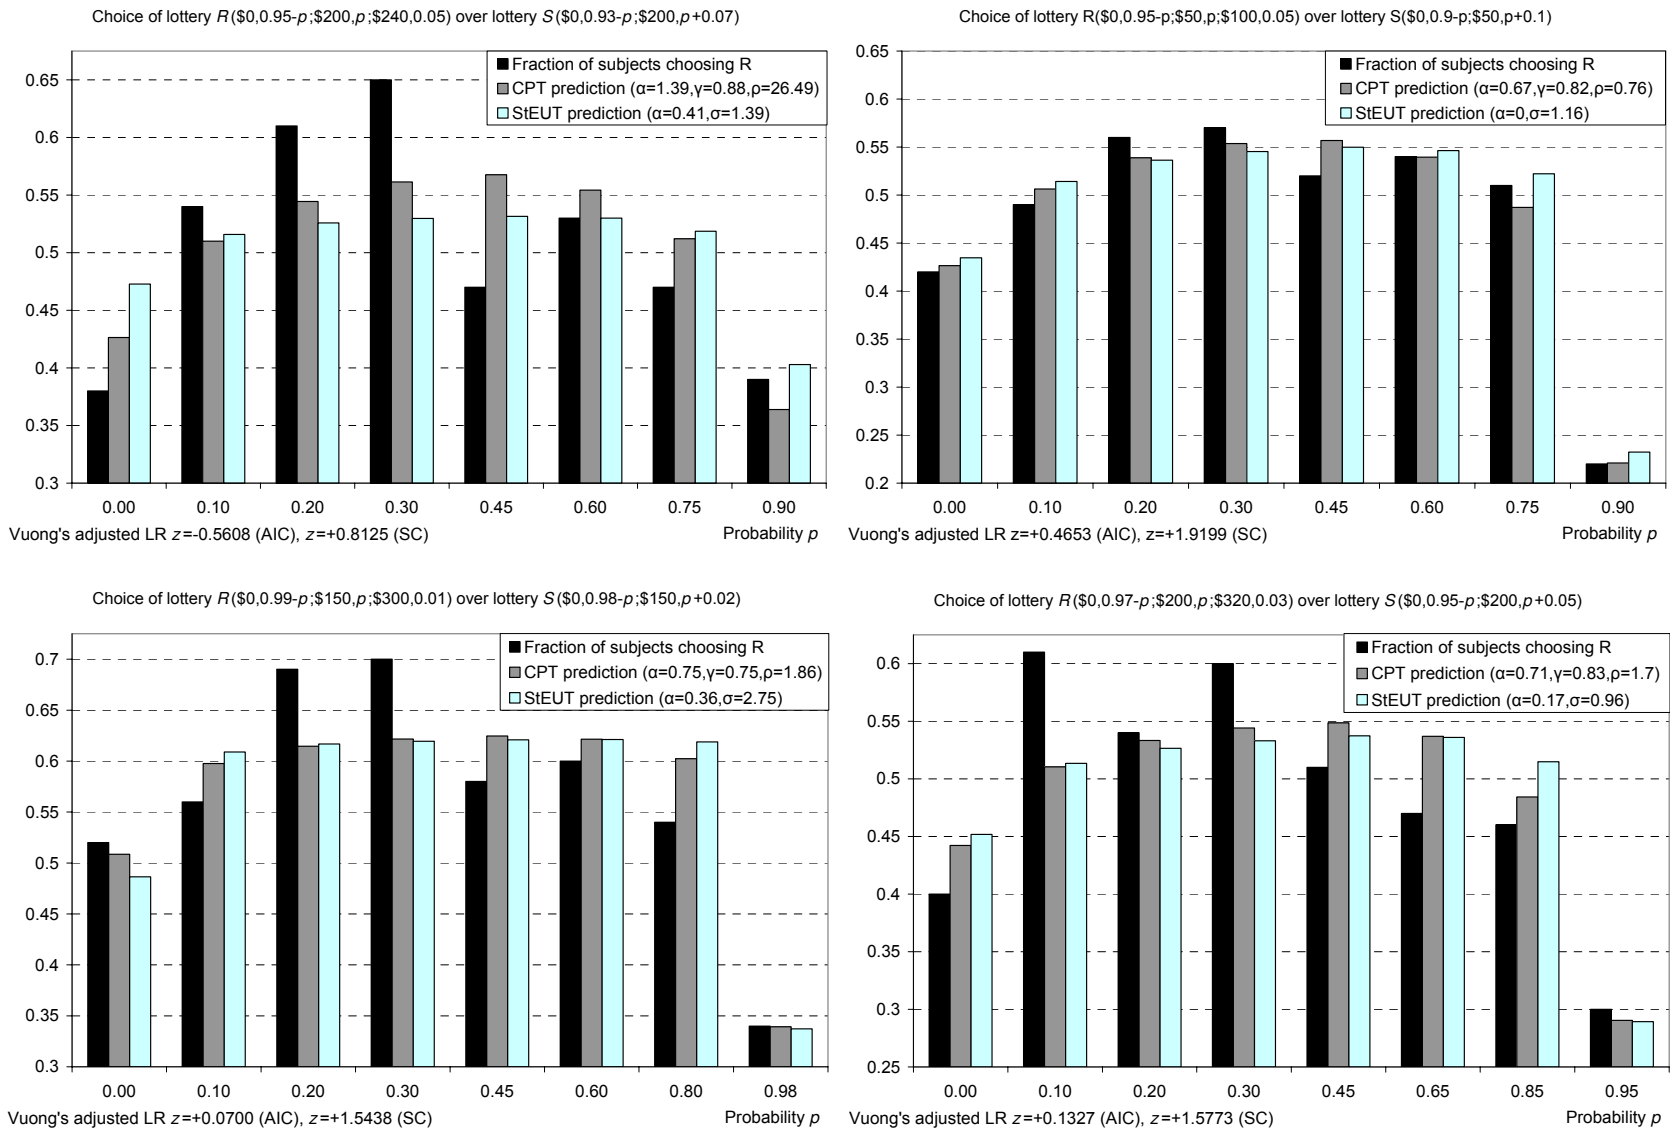 Choice of lottery R($0,0.95-p;$200,p;$240,0.05) over lottery S($0,0.93-p;$200,p+0.07)
Fraction of subjects choosing R
CPT prediction (α=1.39,γ=0.88,ρ=26.49)
StEUT prediction (α=0.41,σ=1.39)
0.65
0.6
0.55
0.5
0.45
0.4
0.35
0.3
0.00 0.10 0.20 0.30 0.45 0.60 0.75 0.90
Vuong's adjusted LR z=-0.5608 (AIC), z=+0.8125 (SC) Probability p
Choice of lottery R($0,0.95-p;$50,p;$100,0.05) over lottery S($0,0.9-p;$50,p+0.1)
Fraction of subjects choosing R
CPT prediction (α=0.67,γ=0.82,ρ=0.76)
StEUT prediction (α=0,σ=1.16)
0.65
0.6
0.55
0.5
0.45
0.4
0.35
0.3
0.25
0.2
0.00 0.10 0.20 0.30 0.45 0.60 0.75 0.90
Vuong's adjusted LR z=+0.4653 (AIC), z=+1.9199 (SC) Probability p
Choice of lottery R($0,0.99-p;$150,p;$300,0.01) over lottery S($0,0.98-p;$150,p+0.02)
Fraction of subjects choosing R
CPT prediction (α=0.75,γ=0.75,ρ=1.86)
StEUT prediction (α=0.36,σ=2.75)
0.7
0.65
0.6
0.55
0.5
0.45
0.4
0.35
0.3
0.00 0.10 0.20 0.30 0.45 0.60 0.80 0.98
Vuong's adjusted LR z=+0.0700 (AIC), z=+1.5438 (SC) Probability p
Choice of lottery R($0,0.97-p;$200,p;$320,0.03) over lottery S($0,0.95-p;$200,p+0.05)
Fraction of subjects choosing R
CPT prediction (α=0.71,γ=0.83,ρ=1.7)
StEUT prediction (α=0.17,σ=0.96)
0.6
0.55
0.5
0.45
0.4
0.35
0.3
0.25
0.00 0.10 0.20 0.30 0.45 0.65 0.85 0.95
Vuong's adjusted LR z=+0.1327 (AIC), z=+1.5773 (SC) Probability p